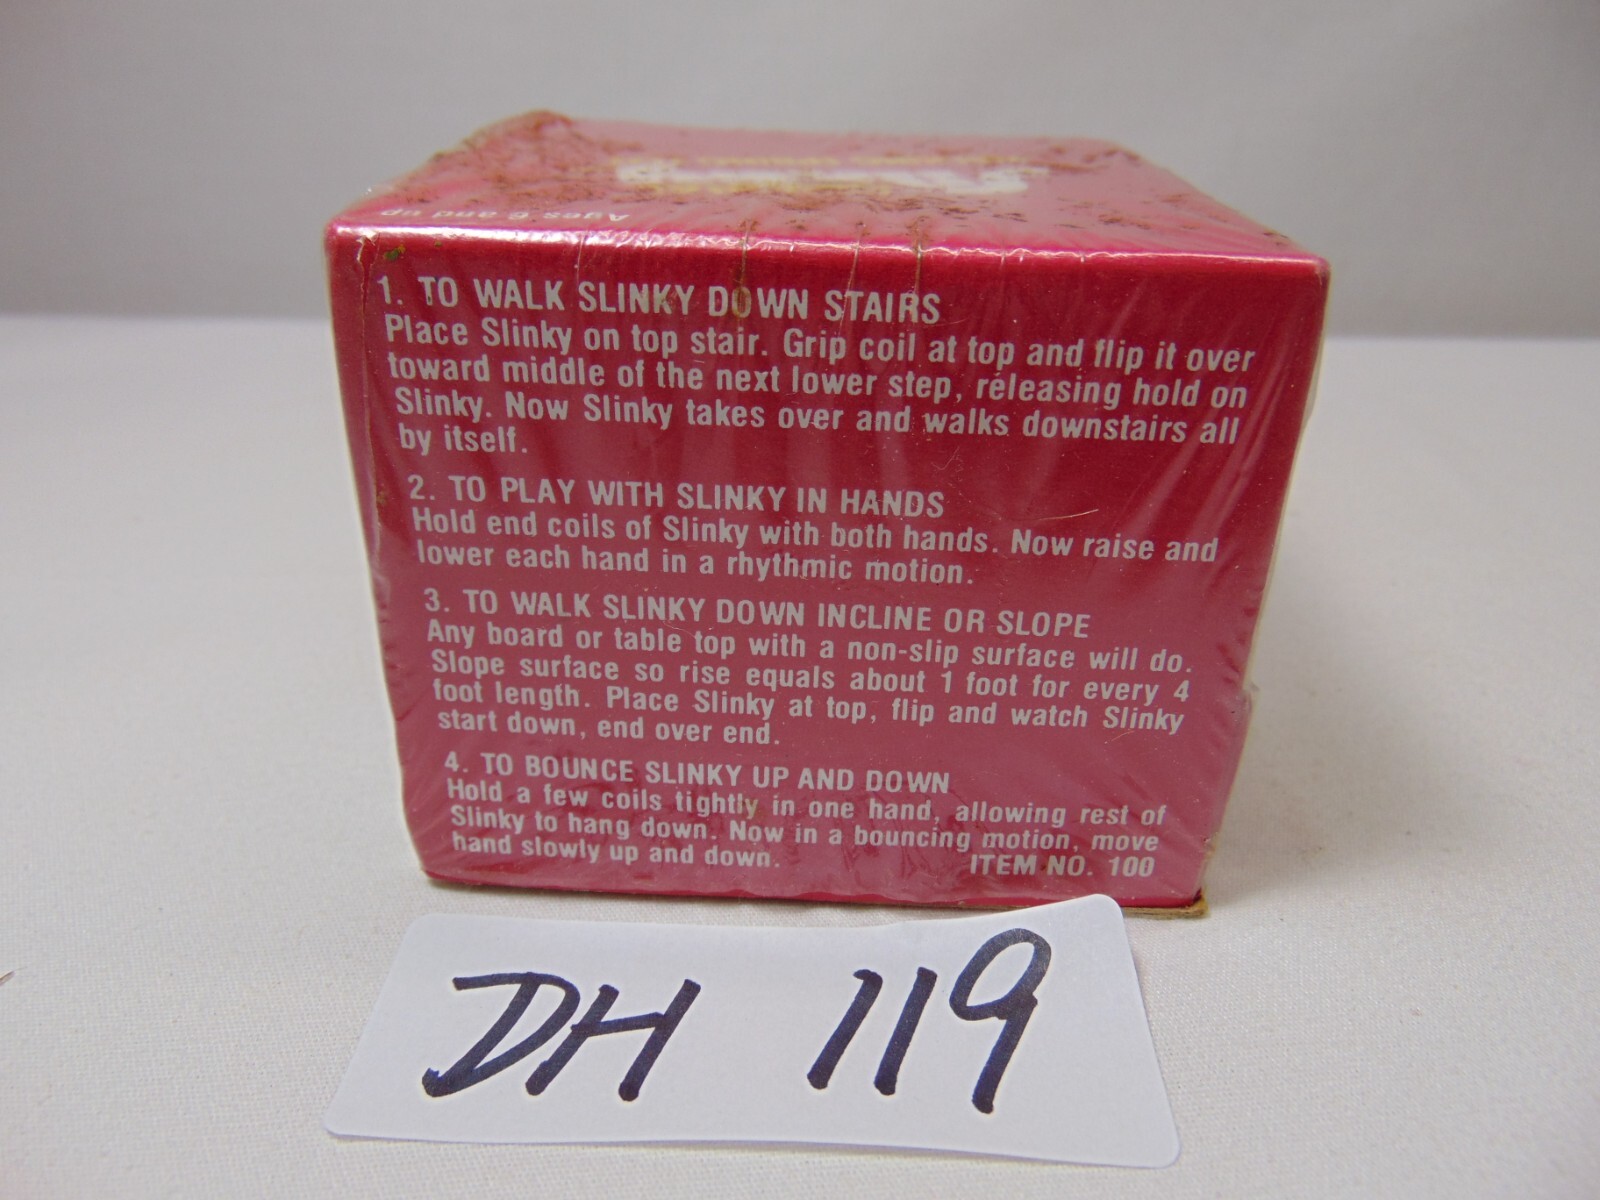 Ages 6 and up
1. TO WALK SLINKY DOWN STAIRS
Place Slinky on top stair. Grip coil at top and flip it over
toward middle of the next lower step, releasing hold on
Slinky. Now Slinky takes over and walks downstairs all
by itself.
2. TO PLAY WITH SLINKY IN HANDS
Hold end coils of Slinky with both hands. Now raise and
lower each hand in a rhythmic motion.
3. TO WALK SLINKY DOWN INCLINE OR SLOPE
Any board or table top with a non-slip surface will do.
Slope surface so rise equals about 1 foot for every 4
foot length. Place Slinky at top, flip and watch Slinky
start down, end over end.
4. TO BOUNCE SLINKY UP AND DOWN
Hold a few coils tightly in one hand, allowing rest of
Slinky to hang down. Now in a bouncing motion, move
hand slowly up and down.
ITEM NO. 100
DH 119